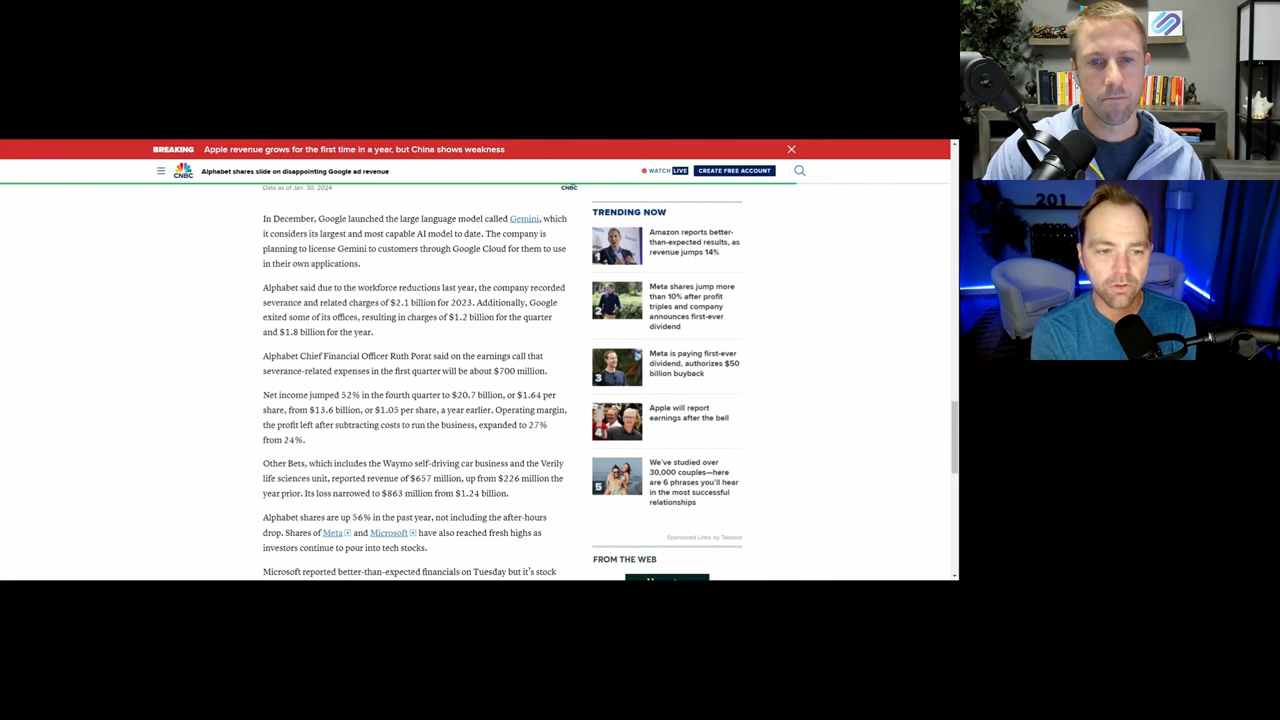 BREAKING Apple revenue grows for the first time in a year, but China shows weakness
CNBC
Alphabet shares slide on disappointing Google ad revenue
WATCH LIVE
CREATE FREE ACCOUNT
Data as of Jan. 30, 2024
CNBC
In December, Google launched the large language model called Gemini, which
it considers its largest and most capable AI model to date. The company is
planning to license Gemini to customers through Google Cloud for them to use
in their own applications.
Alphabet said due to the workforce reductions last year, the company recorded
severance and related charges of $2.1 billion for 2023. Additionally, Google
exited some of its offices, resulting in charges of $1.2 billion for the quarter
and $1.8 billion for the year.
Alphabet Chief Financial Officer Ruth Porat said on the earnings call that
severance-related expenses in the first quarter will be about $700 million.
Net income jumped 52% in the fourth quarter to $20.7 billion, or $1.64 per
share, from $13.6 billion, or $1.05 per share, a year earlier. Operating margin,
the profit left after subtracting costs to run the business, expanded to 27%
from 24%.
Other Bets, which includes the Waymo self-driving car business and the Verily
life sciences unit, reported revenue of $657 million, up from $226 million the
year prior. Its loss narrowed to $863 million from $1.24 billion.
Alphabet shares are up 56% in the past year, not including the after-hours
drop. Shares of Meta and Microsoft have also reached fresh highs as
investors continue to pour into tech stocks.
Microsoft reported better-than-expected financials on Tuesday but it's stock
TRENDING NOW
1
Amazon reports better-
than-expected results, as
revenue jumps 14%
2
Meta shares jump more
than 10% after profit
triples and company
announces first-ever
dividend
3
Meta is paying first-ever
dividend, authorizes $50
billion buyback
4
Apple will report
earnings after the bell
5
We've studied over
30,000 couples—here
are 6 phrases you'll hear
in the most successful
relationships
Sponsored Links by Taboola
FROM THE WEB
201